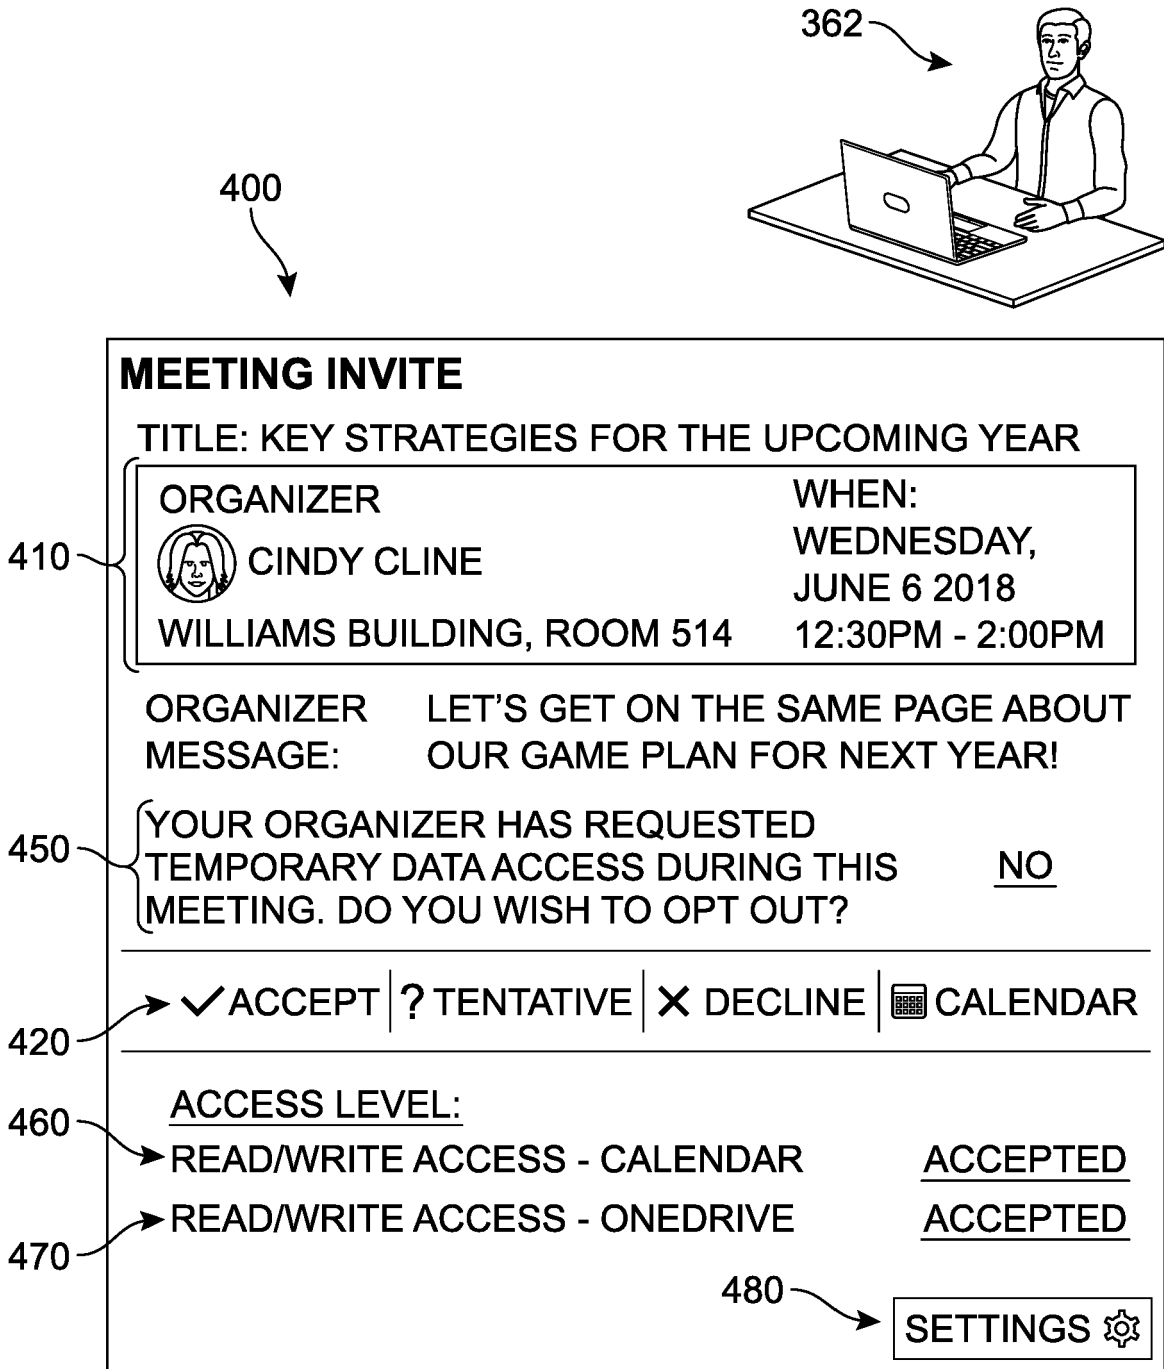 362
400
MEETING INVITE
TITLE: KEY STRATEGIES FOR THE UPCOMING YEAR
410
ORGANIZER
CINDY CLINE
WILLIAMS BUILDING, ROOM 514
WHEN:
WEDNESDAY,
JUNE 6 2018
12:30PM - 2:00PM
ORGANIZER MESSAGE:
LET'S GET ON THE SAME PAGE ABOUT
OUR GAME PLAN FOR NEXT YEAR!
450
YOUR ORGANIZER HAS REQUESTED
TEMPORARY DATA ACCESS DURING THIS
MEETING. DO YOU WISH TO OPT OUT?
NO
420
ACCEPT ? TENTATIVE DECLINE CALENDAR
ACCESS LEVEL:
460
READ/WRITE ACCESS - CALENDAR ACCEPTED
470
READ/WRITE ACCESS - ONEDRIVE ACCEPTED
480
SETTINGS